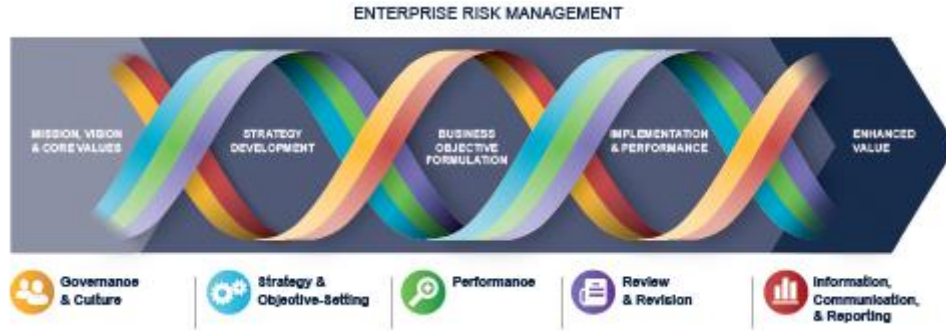 ENTERPRISE RISK MANAGEMENT
MISSION, VISION
& CORE VALUES
STRATEGY
DEVELOPMENT
BUSINESS
OBJECTIVE
FORMULATION
IMPLEMENTATION
& PERFORMANCE
ENHANCED
VALUE
Governance
& Culture
Strategy &
Objective-Setting
Performance
Review
& Revision
Information,
Communication,
& Reporting